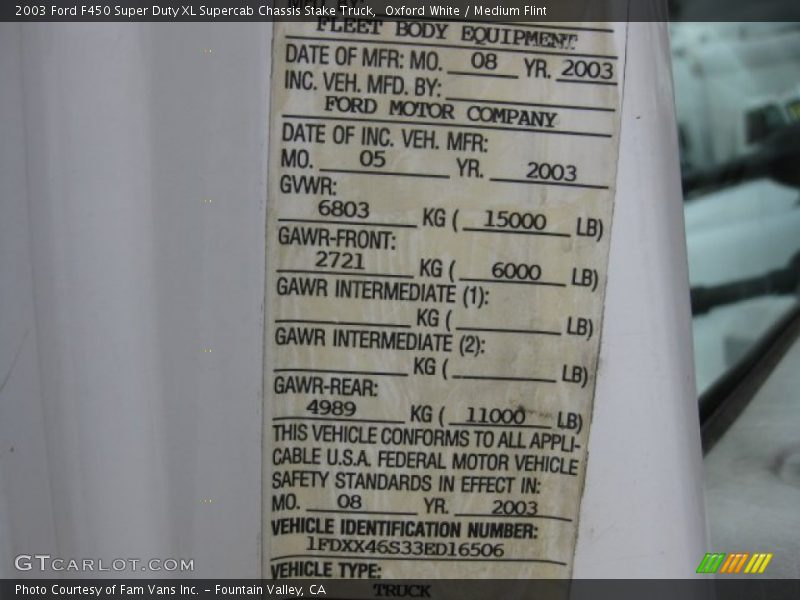 2003 Ford F450 Super Duty XL Supercab Chassis Stake Truck,  Oxford White / Medium Flint
FLEET BODY EQUIPMENT
DATE OF MFR: MO. 08 YR. 2003
INC. VEH. MFD. BY:
FORD MOTOR COMPANY
DATE OF INC. VEH. MFR:
MO. 05 YR. 2003
GVWR:
6803 KG ( 15000 LB)
GAWR-FRONT:
2721 KG ( 6000 LB)
GAWR INTERMEDIATE (1):
KG ( LB)
GAWR INTERMEDIATE (2):
KG ( LB)
GAWR-REAR:
4989 KG ( 11000 LB)
THIS VEHICLE CONFORMS TO ALL APPLI-
CABLE U.S.A. FEDERAL MOTOR VEHICLE
SAFETY STANDARDS IN EFFECT IN:
MO. 08 YR. 2003
VEHICLE IDENTIFICATION NUMBER:
1FDXX46S33ED16506
VEHICLE TYPE:
TRUCK
GTCARLOT.COM
Photo Courtesy of Fam Vans Inc. - Fountain Valley, CA